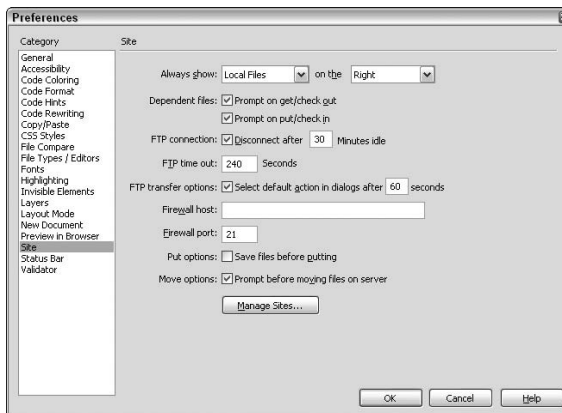 Preferences
Category
General
Accessibility
Code Coloring
Code Format
Code Hints
Code Rewriting
Copy/Paste
CSS Styles
File Compare
File Types / Editors
Fonts
Highlighting
Invisible Elements
Layers
Layout Mode
New Document
Preview in Browser
Site
Status Bar
Validator
Site
Always show: Local Files on the Right
Dependent files: Prompt on get/check out
Prompt on put/check in
FTP connection: Disconnect after 30 Minutes idle
FTP time out: 240 Seconds
FTP transfer options: Select default action in dialogs after 60 seconds
Firewall host:
Firewall port: 21
Put options: Save files before putting
Move options: Prompt before moving files on server
Manage Sites...
OK Cancel Help